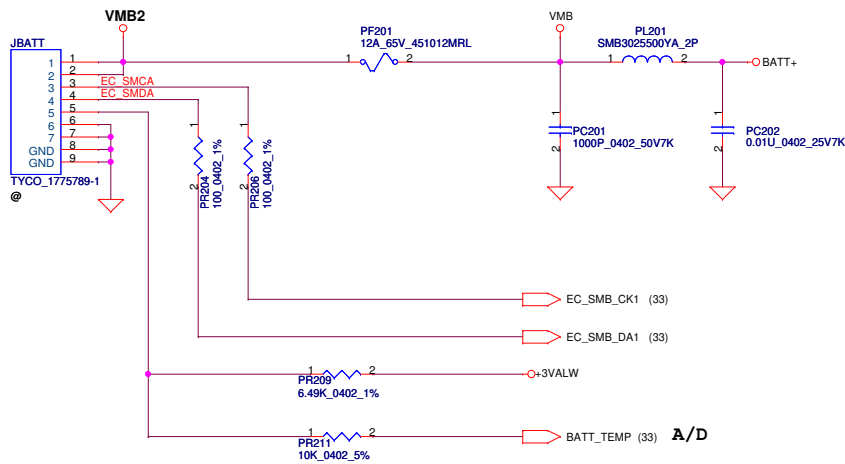 VMB2
VMB
JBATT
PF201
12A_65V_451012MRL
PL201
SMB3025500YA_2P
1 1
2 2
3 3
4 4
5 5
6 6
7 7
GND 8
GND 9
EC_SMCA
EC_SMDA
1 2
1 2
BATT+
TYCO_1775789-1
@
1
2
PR204
100_0402_1%
1
2
PR206
100_0402_1%
1
2
PC201
1000P_0402_50V7K
1
2
PC202
0.01U_0402_25V7K
EC_SMB_CK1 (33)
EC_SMB_DA1 (33)
1 2
PR209
6.49K_0402_1%
+3VALW
1 2
PR211
10K_0402_5%
BATT_TEMP (33) A/D